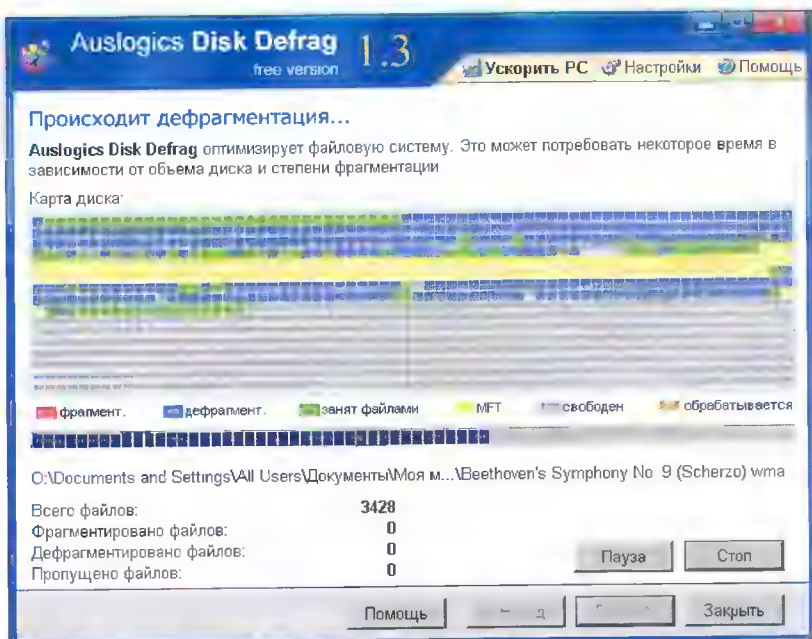 Auslogics Disk Defrag 1.3
free version
Ускорить PC Настройки Помощь
Происходит дефрагментация...
Auslogics Disk Defrag оптимизирует файловую систему. Это может потребовать некоторое время в
зависимости от объема диска и степени фрагментации
Карта диска:
фрагмент. дефрагмент. занят файлами MFT свободен обрабатывается
O:\Documents and Settings\All Users\Документы\Моя м...\Beethoven's Symphony No 9 (Scherzo) wma
Всего файлов: 3428
Фрагментировано файлов: 0
Дефрагментировано файлов: 0
Пропущено файлов: 0
Пауза Стоп
Помощь Закрыть